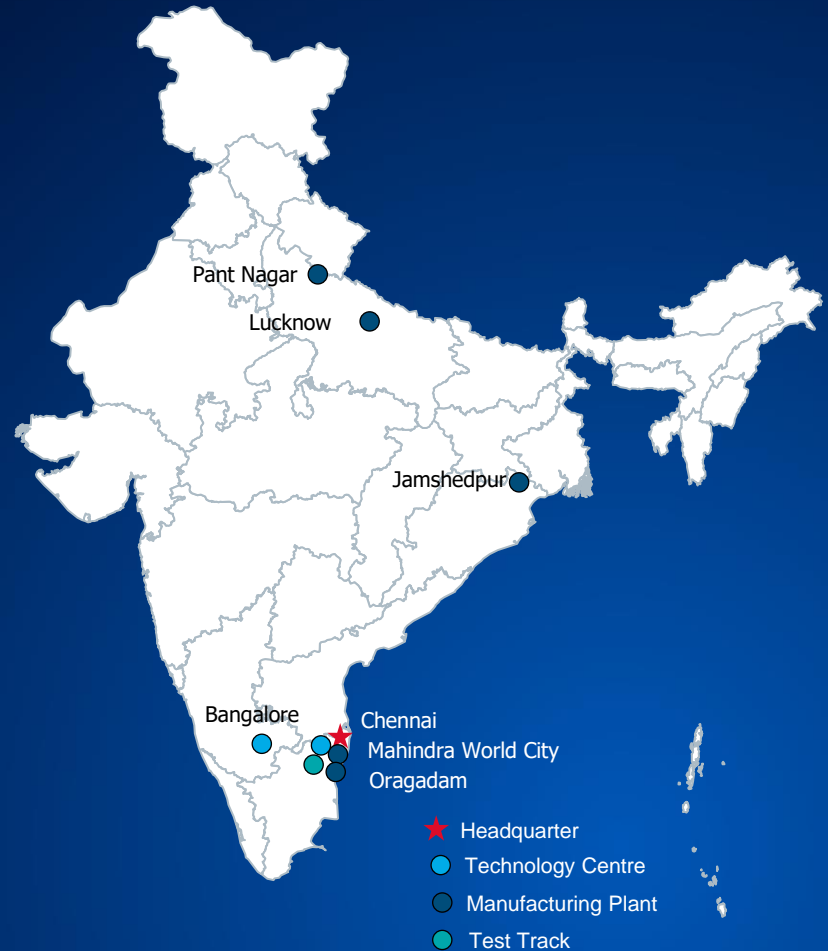 Pant Nagar
Lucknow
Jamshedpur
Bangalore
Chennai
Mahindra World City
Oragadam
Headquarter
Technology Centre
Manufacturing Plant
Test Track